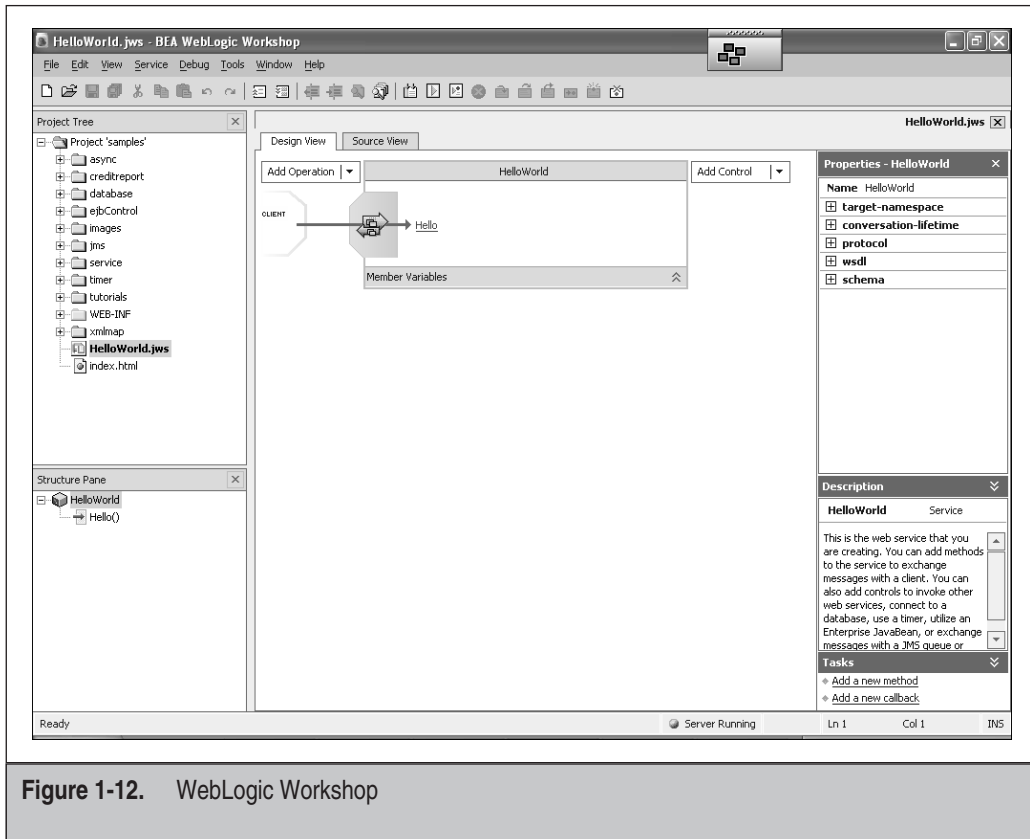 HelloWorld.jws - BEA WebLogic Workshop
File Edit View Service Debug Tools Window Help
Project Tree
Project 'samples'
async
creditreport
database
ejbControl
images
jms
service
timer
tutorials
WEB-INF
xmlmap
HelloWorld.jws
index.html
Structure Pane
HelloWorld
Hello()
HelloWorld.jws
Design View Source View
Add Operation HelloWorld Add Control
CLIENT
Hello
Member Variables
Properties - HelloWorld
Name HelloWorld
target-namespace
conversation-lifetime
protocol
wsdl
schema
Description
HelloWorld Service
This is the web service that you
are creating. You can add methods
to the service to exchange
messages with a client. You can
also add controls to invoke other
web services, connect to a
database, use a timer, utilize an
Enterprise JavaBean, or exchange
messages with a JMS queue or
Tasks
Add a new method
Add a new callback
Ready Server Running Ln 1 Col 1 INS
Figure 1-12. WebLogic Workshop